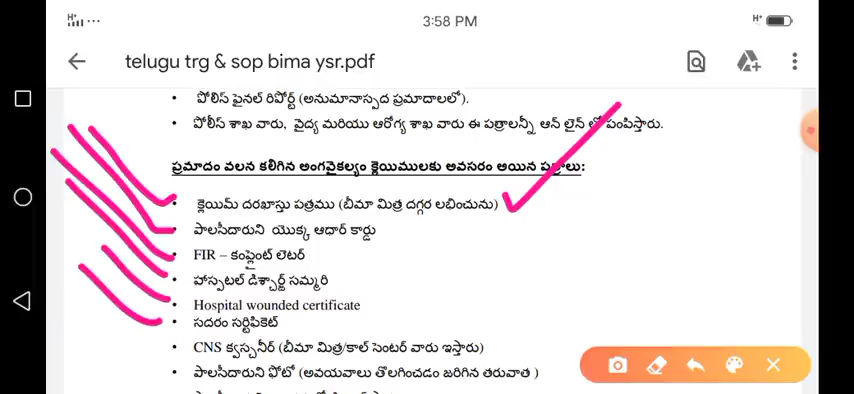 H+
3:58 PM
H+
telugu trg & sop bima ysr.pdf
• పోలీస్ ఫైనల్ రిపోర్ట్ (అనుమానాస్పద ప్రమాదాలలో).
• పోలీస్ శాఖ వారు, వైద్య మరియు ఆరోగ్య శాఖ వారు ఈ పత్రాలన్నీ ఆన్ లైన్ లో పంపిస్తారు.
ప్రమాదం వలన కలిగిన అంగవైకల్యం క్లెయిములకు అవసరం అయిన పత్రాలు:
• క్లెయిమ్ దరఖాస్తు పత్రము (బీమా మిత్ర దగ్గర లభించును)
• పాలసీదారుని యొక్క ఆధార్ కార్డు
• FIR – కంప్లైంట్ లెటర్
• హాస్పటల్ డిశ్చార్జ్ సమ్మరి
• Hospital wounded certificate
• సదరం సర్టిఫికెట్
• CNS క్వస్చనీర్ (బీమా మిత్ర/కాల్ సెంటర్ వారు ఇస్తారు)
• పాలసీదారుని ఫోటో (అవయవాలు తొలగించడం జరిగిన తరువాత )